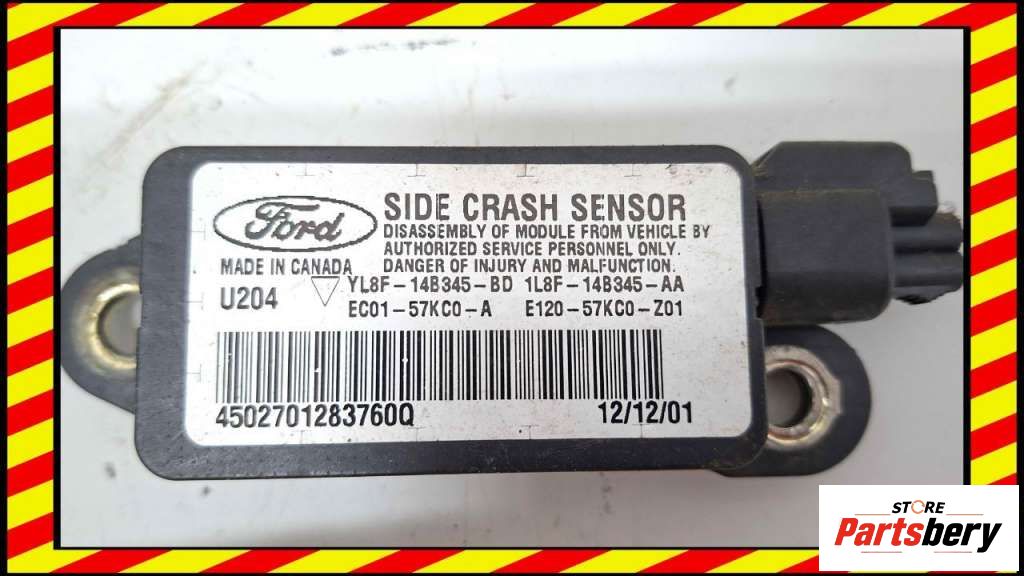 Ford
SIDE CRASH SENSOR
DISASSEMBLY OF MODULE FROM VEHICLE BY
AUTHORIZED SERVICE PERSONNEL ONLY.
DANGER OF INJURY AND MALFUNCTION.
MADE IN CANADA
U204
YL8F-14B345-BD 1L8F-14B345-AA
EC01-57KC0-A E120-57KC0-Z01
4502701283760Q 12/12/01
STORE
Partsbery